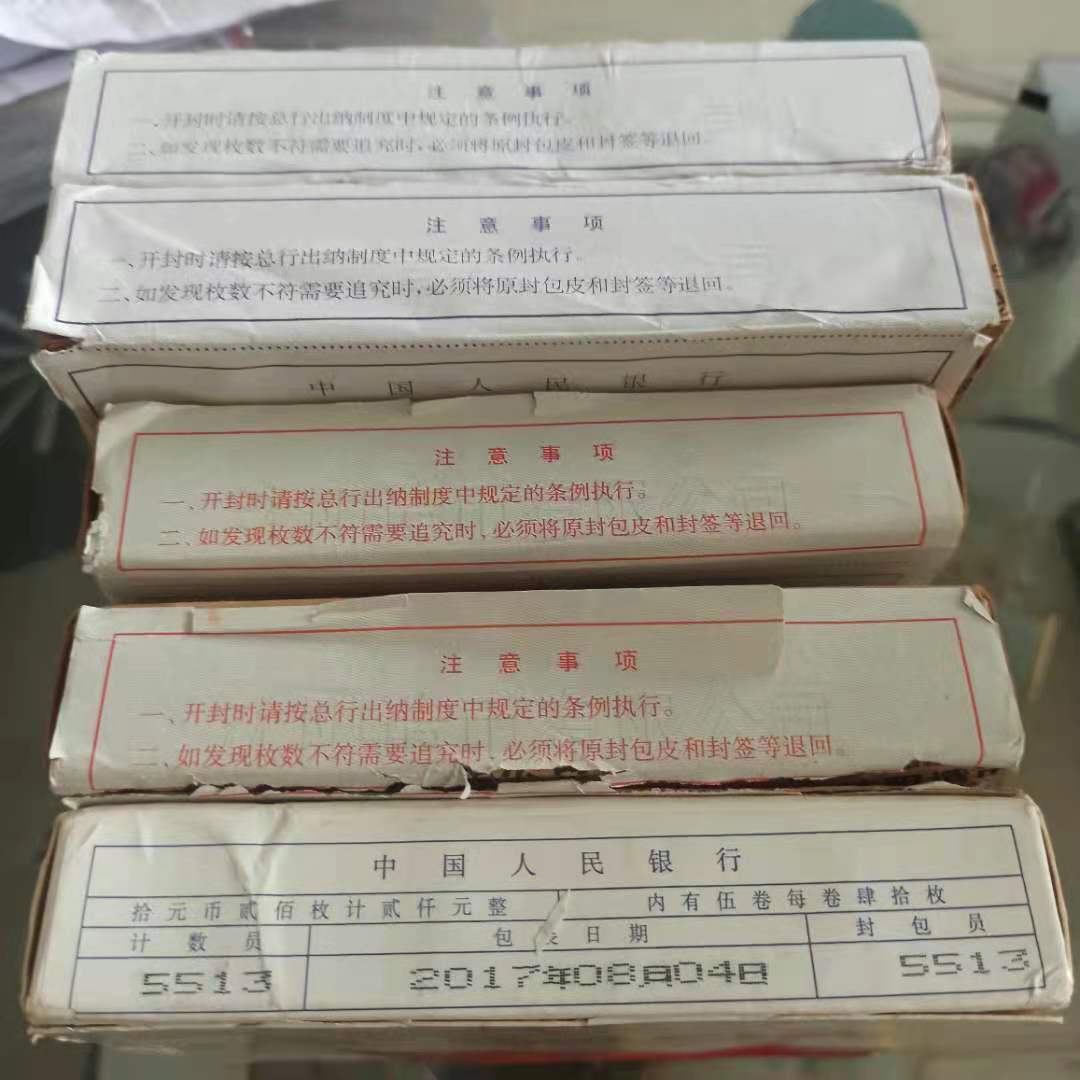 注意事项
一、开封时请按总行出纳制度中规定的条例执行。
二、如发现枚数不符需要追究时,必须将原封包皮和封签等退回。
注意事项
一、开封时请按总行出纳制度中规定的条例执行。
二、如发现枚数不符需要追究时,必须将原封包皮和封签等退回。
中国人民银行
注意事项
一、开封时请按总行出纳制度中规定的条例执行。
二、如发现枚数不符需要追究时,必须将原封包皮和封签等退回。
注意事项
一、开封时请按总行出纳制度中规定的条例执行。
二、如发现枚数不符需要追究时,必须将原封包皮和封签等退回。
中国人民银行
拾元币贰佰枚计贰仟元整 内有伍卷每卷肆拾枚
计数员 包装日期 封包员
5513 2017年08月04日 5513